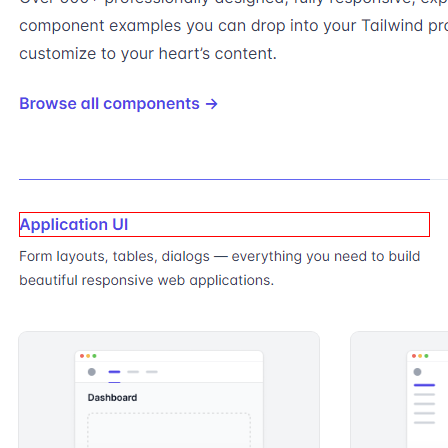 component examples you can drop into your Tailwind
customize to your heart's content.
Browse all components →
Application UI
Form layouts, tables, dialogs — everything you need to build
beautiful responsive web applications.
Dashboard